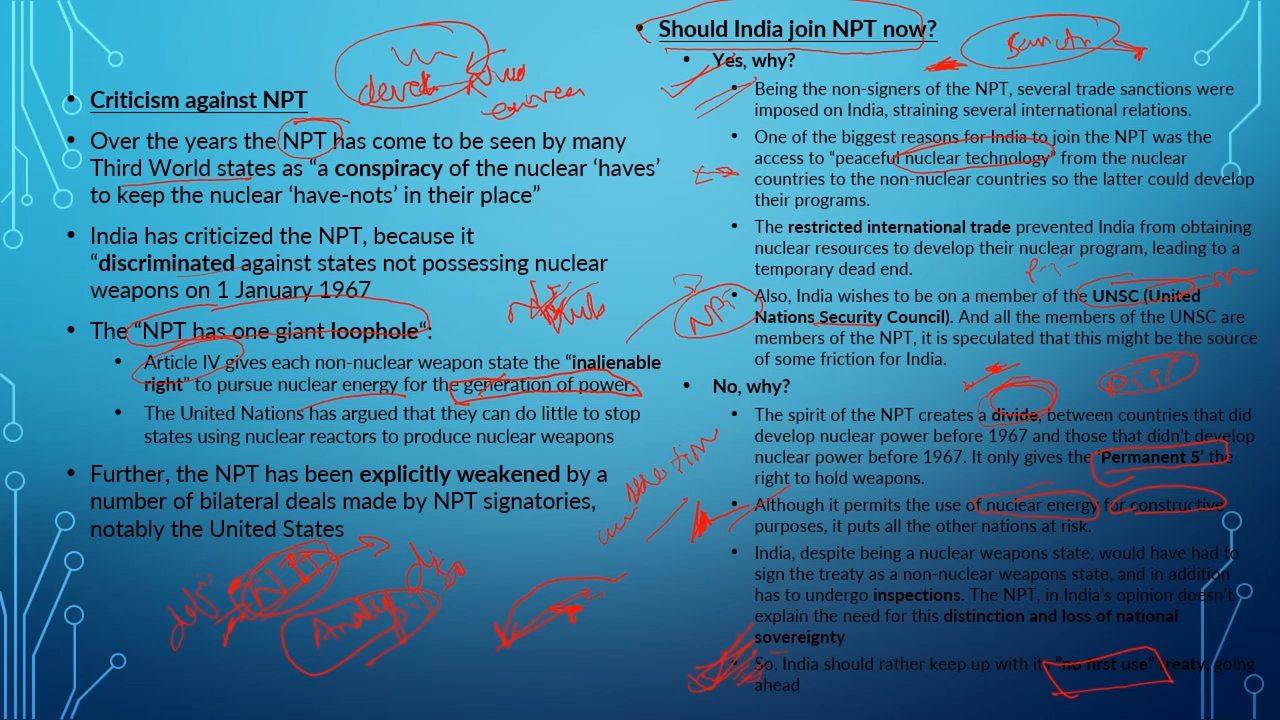 Criticism against NPT
Over the years the NPT has come to be seen by many
Third World states as “a conspiracy of the nuclear ‘haves’
to keep the nuclear ‘have-nots’ in their place”
India has criticized the NPT, because it
“discriminated against states not possessing nuclear
weapons on 1 January 1967
The “NPT has one giant loophole“:
Article IV gives each non-nuclear weapon state the “inalienable
right” to pursue nuclear energy for the generation of power.
The United Nations has argued that they can do little to stop
states using nuclear reactors to produce nuclear weapons
Further, the NPT has been explicitly weakened by a
number of bilateral deals made by NPT signatories,
notably the United States
Should India join NPT now?
Yes, why?
Being the non-signers of the NPT, several trade sanctions were
imposed on India, straining several international relations.
One of the biggest reasons for India to join the NPT was the
access to “peaceful nuclear technology” from the nuclear
countries to the non-nuclear countries so the latter could develop
their programs.
The restricted international trade prevented India from obtaining
nuclear resources to develop their nuclear program, leading to a
temporary dead end.
Also, India wishes to be on a member of the UNSC (United
Nations Security Council). And all the members of the UNSC are
members of the NPT, it is speculated that this might be the source
of some friction for India.
NPT
No, why?
The spirit of the NPT creates a divide, between countries that did
develop nuclear power before 1967 and those that didn’t develop
nuclear power before 1967. It only gives the ‘Permanent 5’ the
right to hold weapons.
Although it permits the use of nuclear energy for constructive
purposes, it puts all the other nations at risk.
India, despite being a nuclear weapons state, would have had to
sign the treaty as a non-nuclear weapons state, and in addition
has to undergo inspections. The NPT, in India’s opinion doesn’t
explain the need for this distinction and loss of national
sovereignty
So, India should rather keep up with its “no first use” treaty, going
ahead